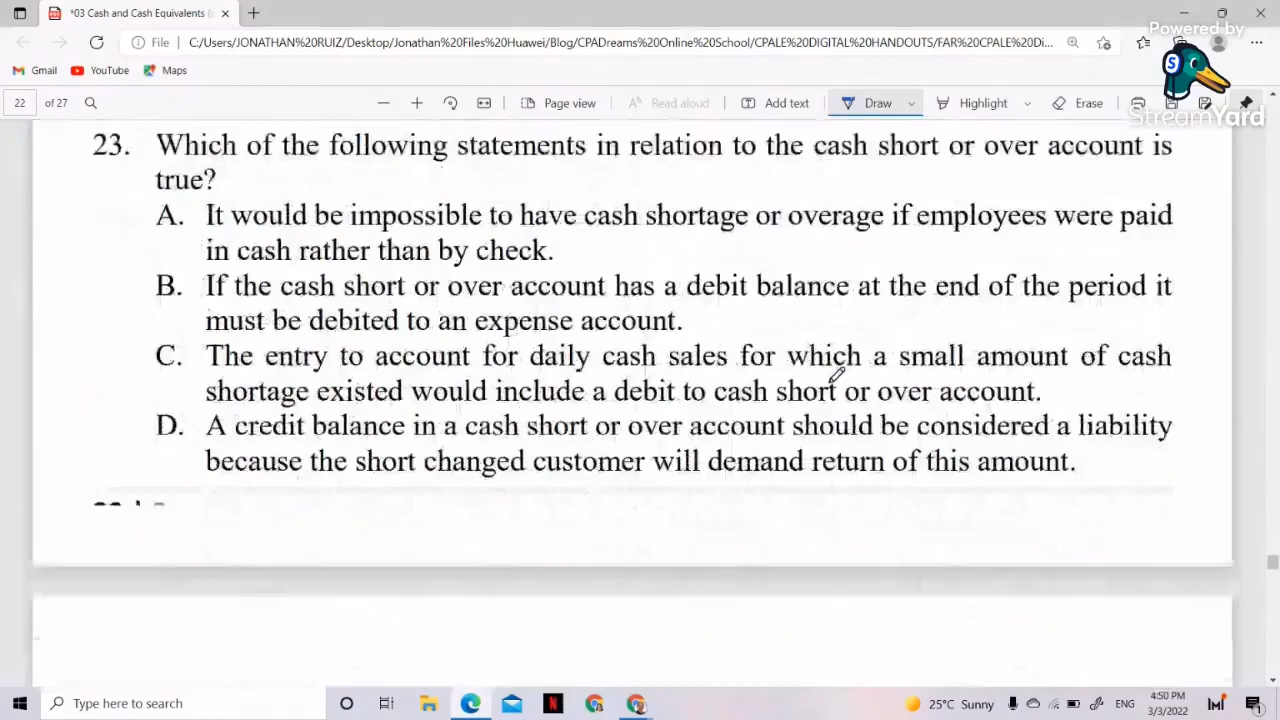 *03 Cash and Cash Equivalents (s
Powered by
File
C:/Users/JONATHAN%20RUIZ/Desktop/Jonathan%20Files%20Huawei/Blog/CPADreams%20Online%20School/CPALE%20DIGITAL%20HANDOUTS/FAR%20CPALE%20Di...
Gmail YouTube Maps
StreamYard
22 of 27 Page view Read aloud Add text Draw Highlight Erase
23. Which of the following statements in relation to the cash short or over account is
true?
A. It would be impossible to have cash shortage or overage if employees were paid
in cash rather than by check.
B. If the cash short or over account has a debit balance at the end of the period it
must be debited to an expense account.
C. The entry to account for daily cash sales for which a small amount of cash
shortage existed would include a debit to cash short or over account.
D. A credit balance in a cash short or over account should be considered a liability
because the short changed customer will demand return of this amount.
Type here to search
25°C Sunny
ENG
4:50 PM
3/3/2022